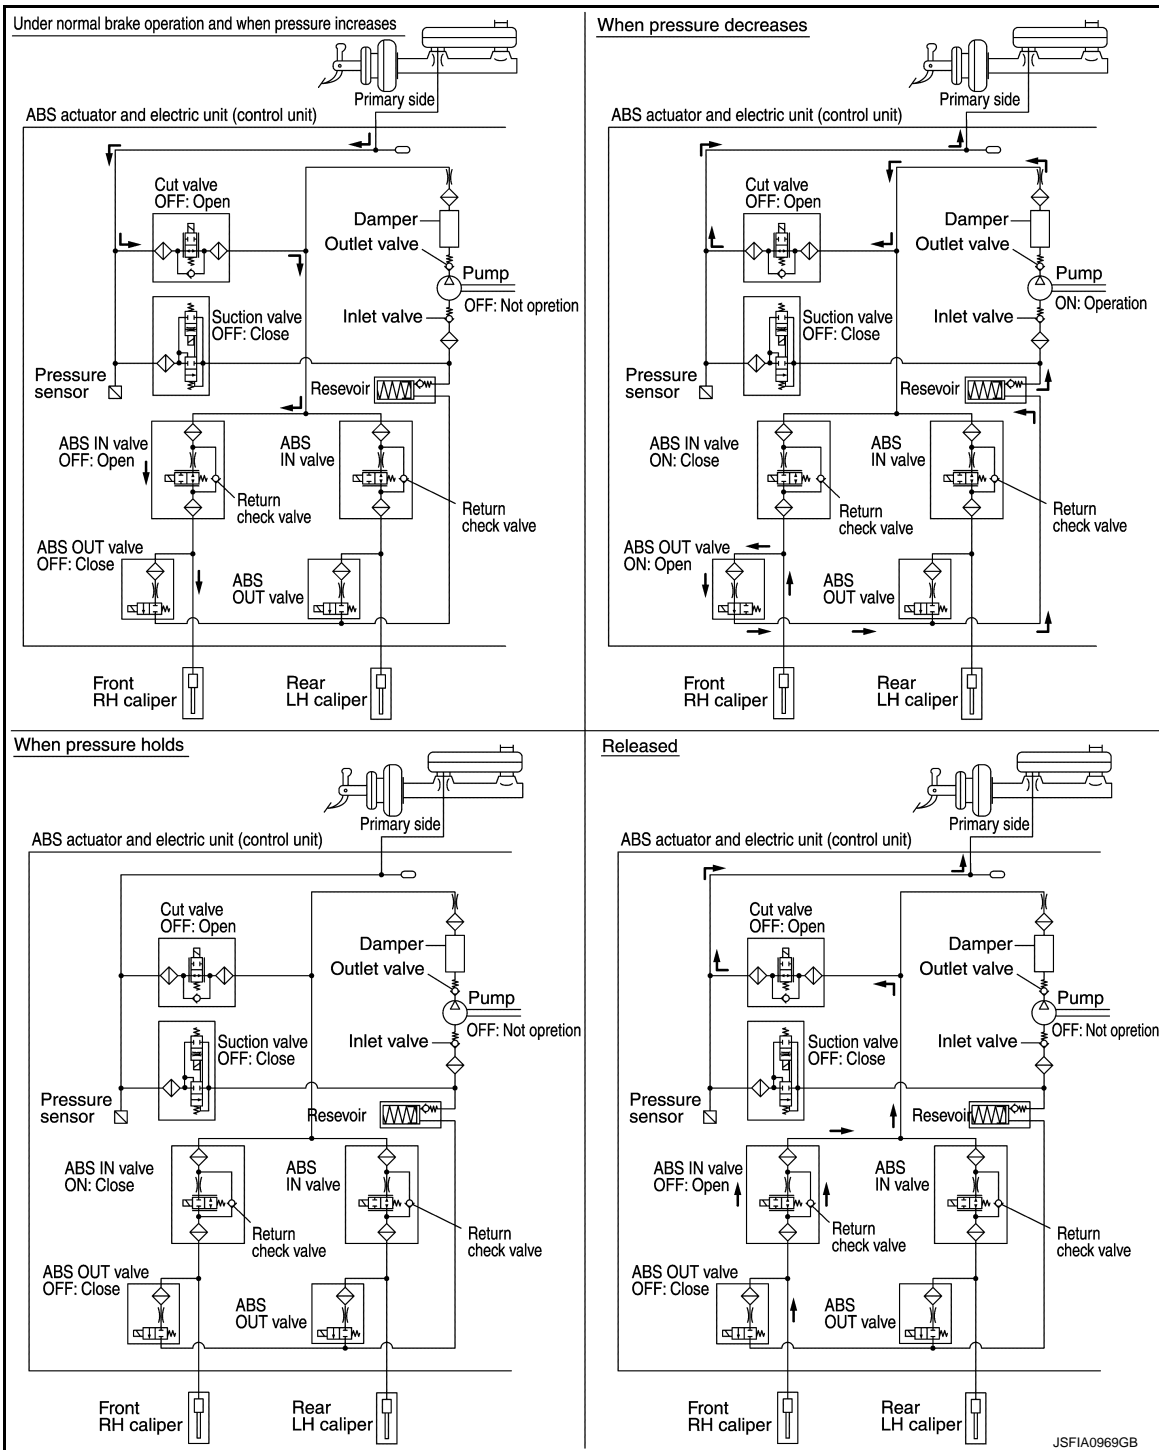 Under normal brake operation and when pressure increases
Primary side
ABS actuator and electric unit (control unit)
Cut valve
OFF: Open
Damper
Outlet valve
Pump
OFF: Not opretion
Suction valve
OFF: Close
Inlet valve
Pressure
sensor
Resevoir
ABS IN valve
OFF: Open
ABS
IN valve
Return
check valve
Return
check valve
ABS OUT valve
OFF: Close
ABS
OUT valve
Front
RH caliper
Rear
LH caliper
When pressure decreases
Primary side
ABS actuator and electric unit (control unit)
Cut valve
OFF: Open
Damper
Outlet valve
Pump
ON: Operation
Suction valve
OFF: Close
Inlet valve
Pressure
sensor
Resevoir
ABS IN valve
ON: Close
ABS
IN valve
Return
check valve
Return
check valve
ABS OUT valve
ON: Open
ABS
OUT valve
Front
RH caliper
Rear
LH caliper
When pressure holds
Primary side
ABS actuator and electric unit (control unit)
Cut valve
OFF: Open
Damper
Outlet valve
Pump
OFF: Not opretion
Suction valve
OFF: Close
Inlet valve
Pressure
sensor
Resevoir
ABS IN valve
ON: Close
ABS
IN valve
Return
check valve
Return
check valve
ABS OUT valve
OFF: Close
ABS
OUT valve
Front
RH caliper
Rear
LH caliper
Released
Primary side
ABS actuator and electric unit (control unit)
Cut valve
OFF: Open
Damper
Outlet valve
Pump
OFF: Not opretion
Suction valve
OFF: Close
Inlet valve
Pressure
sensor
Resevoir
ABS IN valve
OFF: Open
ABS
IN valve
Return
check valve
Return
check valve
ABS OUT valve
OFF: Close
ABS
OUT valve
Front
RH caliper
Rear
LH caliper
JSFIA0969GB